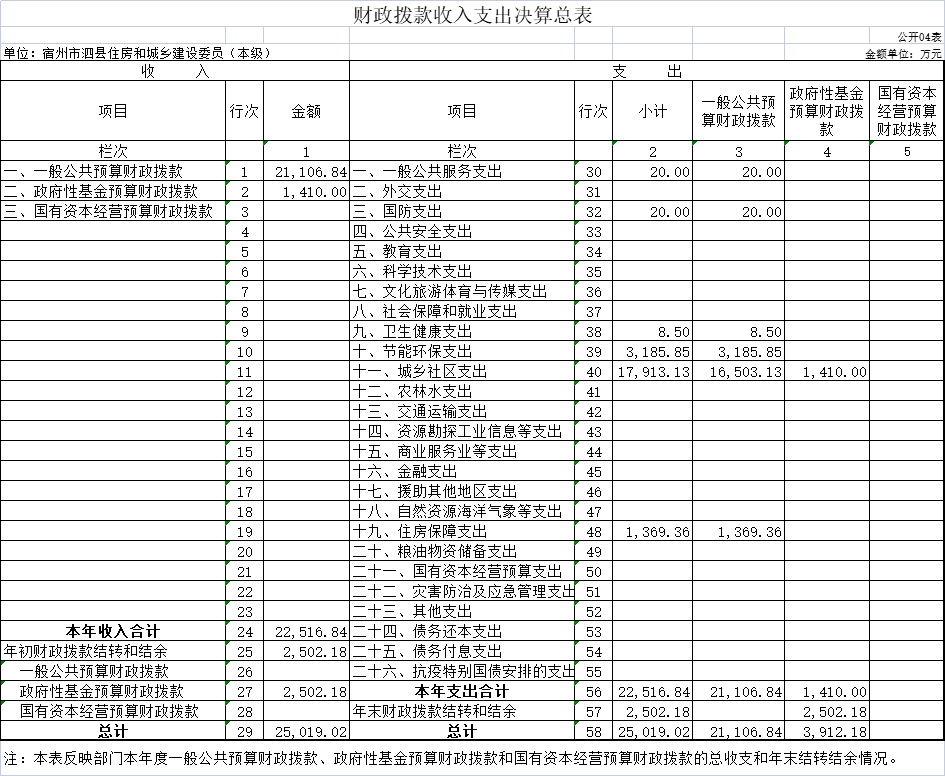 财政拨款收入支出决算总表
公开04表
单位：宿州市泗县住房和城乡建设委员（本级） 金额单位：万元
收 入 支 出
项目 行次 金额 项目 行次 小计 一般公共预算财政拨款 政府性基金预算财政拨款 国有资本经营预算财政拨款
栏次 1 栏次 2 3 4 5
一、一般公共预算财政拨款 1 21,106.84 一、一般公共服务支出 30 20.00 20.00
二、政府性基金预算财政拨款 2 1,410.00 二、外交支出 31
三、国有资本经营预算财政拨款 3 三、国防支出 32 20.00 20.00
4 四、公共安全支出 33
5 五、教育支出 34
6 六、科学技术支出 35
7 七、文化旅游体育与传媒支出 36
8 八、社会保障和就业支出 37
9 九、卫生健康支出 38 8.50 8.50
10 十、节能环保支出 39 3,185.85 3,185.85
11 十一、城乡社区支出 40 17,913.13 16,503.13 1,410.00
12 十二、农林水支出 41
13 十三、交通运输支出 42
14 十四、资源勘探工业信息等支出 43
15 十五、商业服务业等支出 44
16 十六、金融支出 45
17 十七、援助其他地区支出 46
18 十八、自然资源海洋气象等支出 47
19 十九、住房保障支出 48 1,369.36 1,369.36
20 二十、粮油物资储备支出 49
21 二十一、国有资本经营预算支出 50
22 二十二、灾害防治及应急管理支出 51
23 二十三、其他支出 52
本年收入合计 24 22,516.84 二十四、债务还本支出 53
年初财政拨款结转和结余 25 2,502.18 二十五、债务付息支出 54
一般公共预算财政拨款 26 二十六、抗疫特别国债安排的支出 55
政府性基金预算财政拨款 27 2,502.18 本年支出合计 56 22,516.84 21,106.84 1,410.00
国有资本经营预算财政拨款 28 年末财政拨款结转和结余 57 2,502.18 2,502.18
总计 29 25,019.02 总计 58 25,019.02 21,106.84 3,912.18
注：本表反映部门本年度一般公共预算财政拨款、政府性基金预算财政拨款和国有资本经营预算财政拨款的总收支和年末结转结余情况。